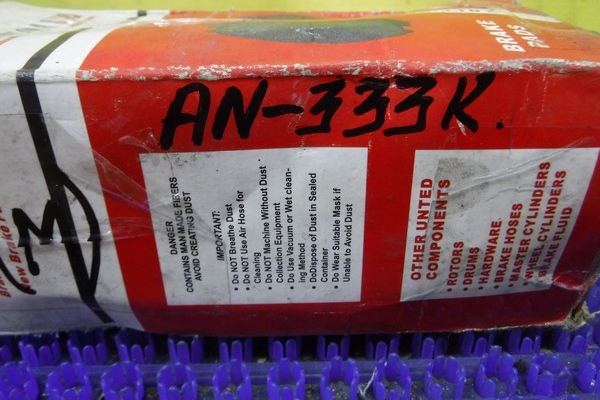 BRAKE
PADS
AN-333K.
DANGER
CONTAINS MAN MADE FIBERS
AVOID CREATING DUST
IMPORTANT:
• Do NOT Breathe Dust
• Do NOT Use Air Hose for
Cleaning
• Do NOT Machine Without Dust
Collection Equipment
• Do Use Vacuum or Wet clean-
ing Method
• DoDispose of Dust in Sealed
Container
• Do Wear Suitable Mask if
Unable to Avoid Dust
OTHER UNTED
COMPONENTS
• ROTORS
• DRUMS
• HARDWARE
• BRAKE HOSES
• MASTER CYLINDERS
• WHEEL CYLINDERS
• BRAKE FLUID
M